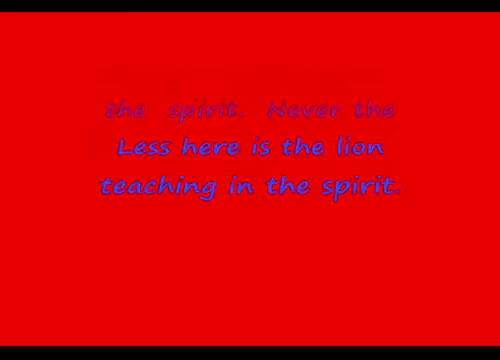 the spirit. Never the
Less here is the lion
teaching in the spirit.